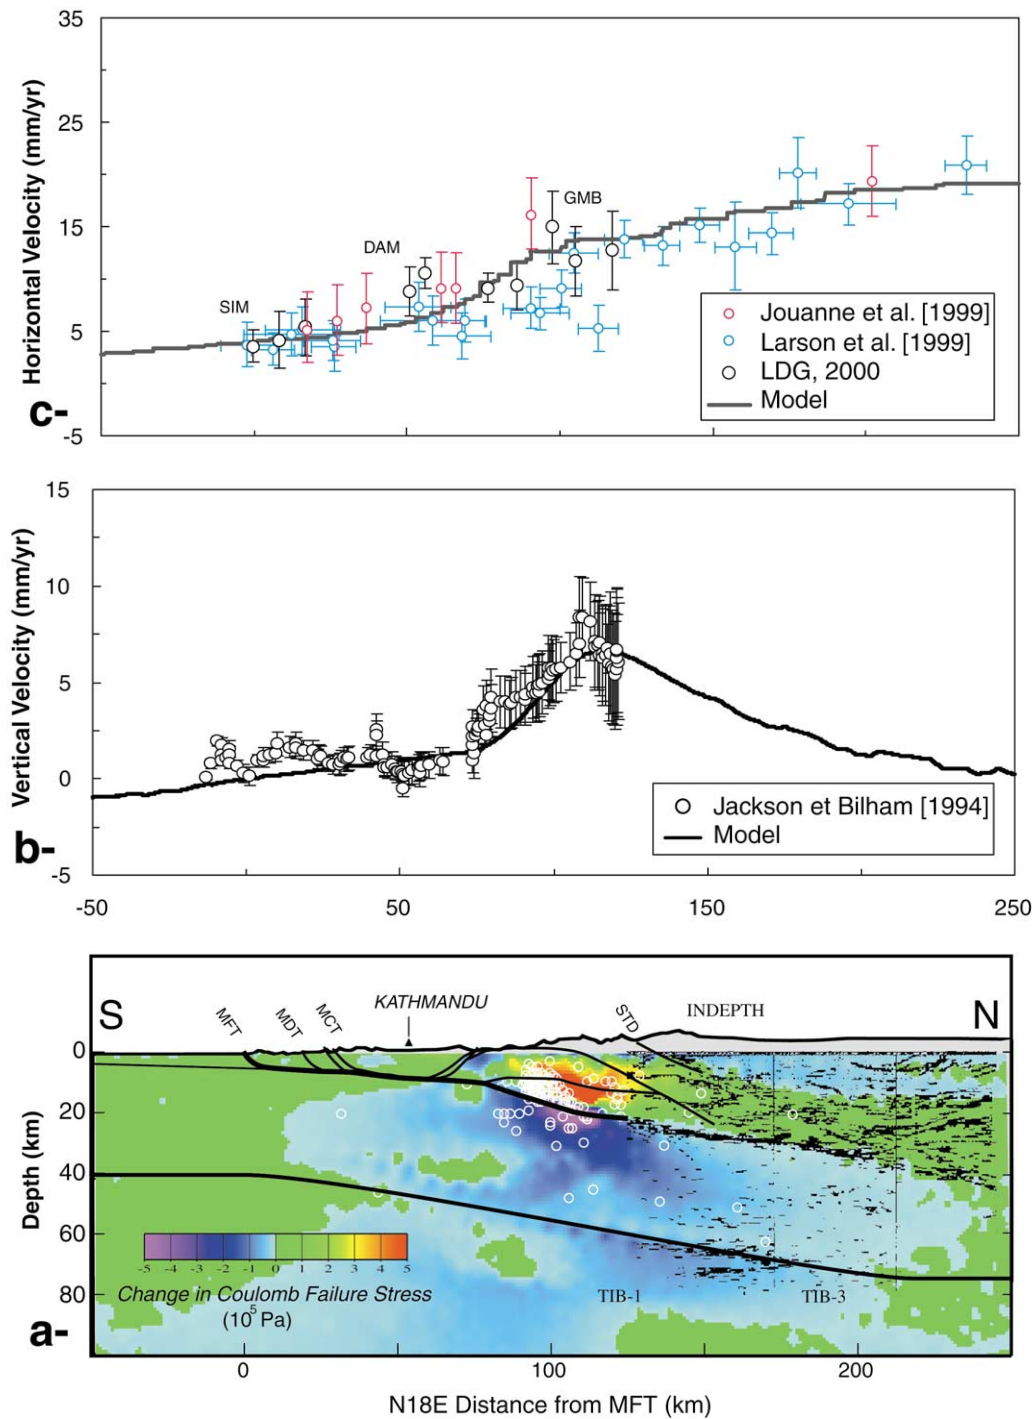 35
25
15
5
-5
Horizontal Velocity (mm/yr)
c-
SIM
DAM
GMB
Jouanne et al. [1999]
Larson et al. [1999]
LDG, 2000
Model
15
10
5
0
-5
Vertical Velocity (mm/yr)
b-
Jackson et Bilham [1994]
Model
-50
50
150
250
S
N
MFT
MDT
MCT
KATHMANDU
STD
INDEPTH
0
20
40
60
80
Depth (km)
a-
-5 -4 -3 -2 -1 0 1 2 3 4 5
Change in Coulomb Failure Stress
(10⁵ Pa)
TIB-1
TIB-3
0
100
200
N18E Distance from MFT (km)